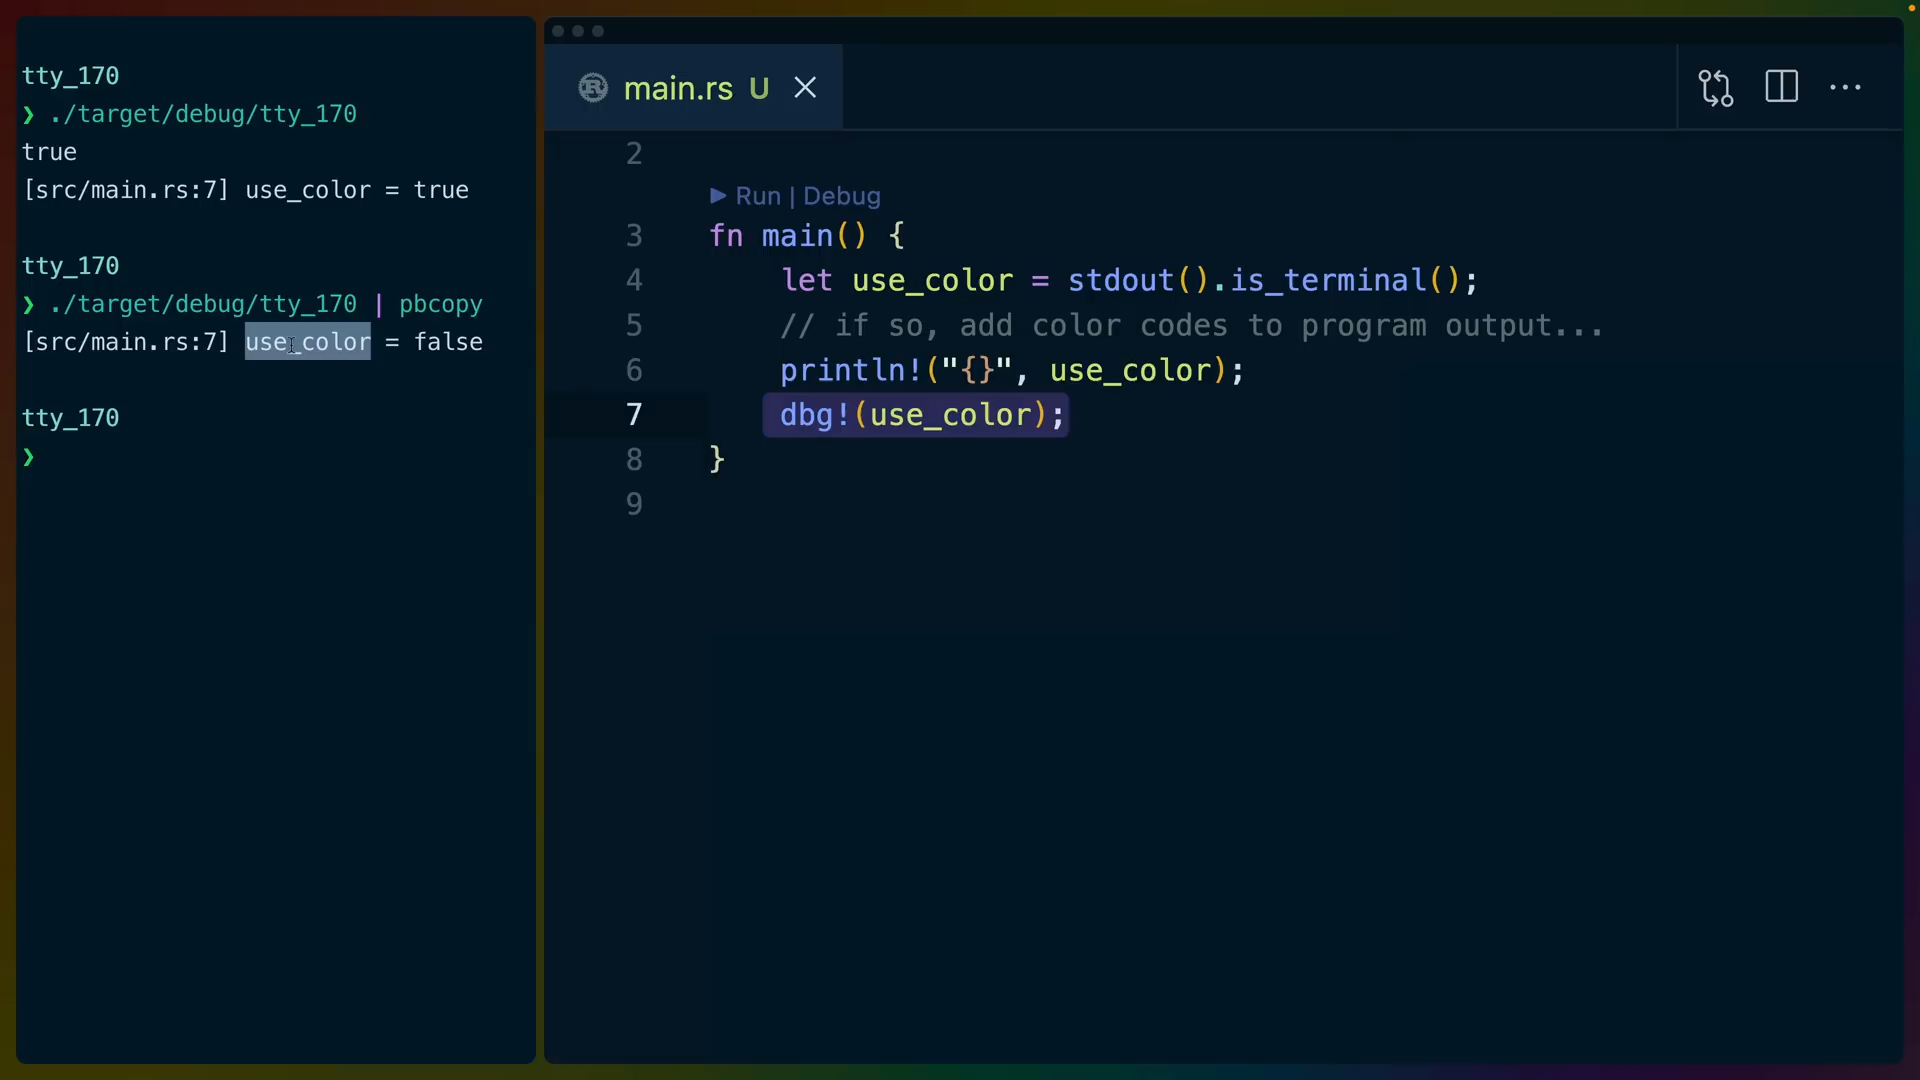 tty_170
❯ ./target/debug/tty_170
true
[src/main.rs:7] use_color = true
tty_170
❯ ./target/debug/tty_170 | pbcopy
[src/main.rs:7] use_color = false
tty_170
❯
main.rs U
2
Run | Debug
3 fn main() {
4 let use_color = stdout().is_terminal();
5 // if so, add color codes to program output...
6 println!("{}", use_color);
7 dbg!(use_color);
8 }
9